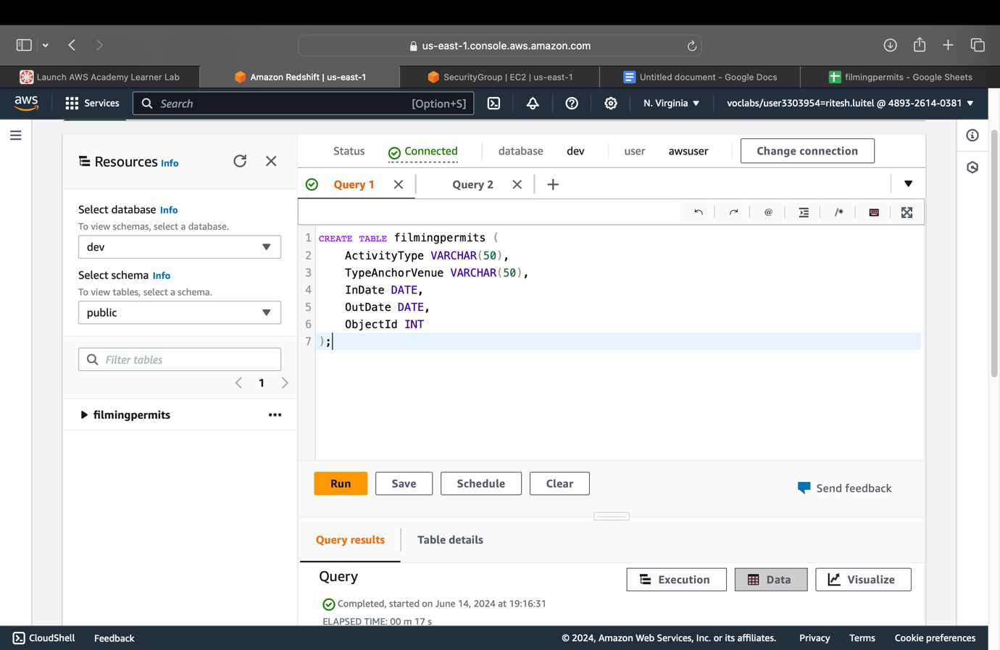 us-east-1.console.aws.amazon.com
Launch AWS Academy Learner Lab
Amazon Redshift | us-east-1
SecurityGroup | EC2 | us-east-1
Untitled document - Google Docs
filmingpermits - Google Sheets
aws
Services
Search
[Option+S]
N. Virginia
voclabs/user3303954=ritesh.luitel @ 4893-2614-0381
Resources Info
Status
Connected
database
dev
user
awsuser
Change connection
Query 1
Query 2
@
/*
Select database Info
To view schemas, select a database.
dev
Select schema Info
To view tables, select a schema.
public
Filter tables
1
filmingpermits
1 CREATE TABLE filmingpermits (
2 ActivityType VARCHAR(50),
3 TypeAnchorVenue VARCHAR(50),
4 InDate DATE,
5 OutDate DATE,
6 ObjectId INT
7 );
Run
Save
Schedule
Clear
Send feedback
Query results
Table details
Query
Execution
Data
Visualize
Completed, started on June 14, 2024 at 19:16:31
ELAPSED TIME: 00 m 17 s
CloudShell
Feedback
© 2024, Amazon Web Services, Inc. or its affiliates.
Privacy
Terms
Cookie preferences